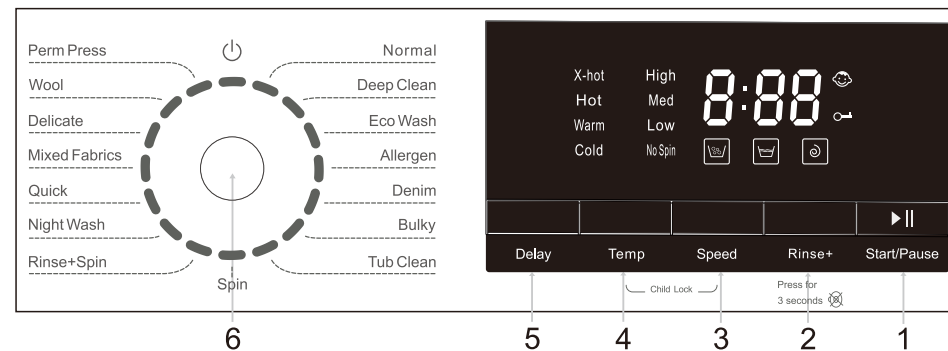 Perm Press
Normal
Wool
Deep Clean
Delicate
Eco Wash
Mixed Fabrics
Allergen
Quick
Denim
Night Wash
Bulky
Rinse+Spin
Tub Clean
Spin
6
X-hot High
Hot Med
Warm Low
Cold No Spin
8:88
Delay Temp Speed Rinse+ Start/Pause
Child Lock
Press for
3 seconds
5 4 3 2 1